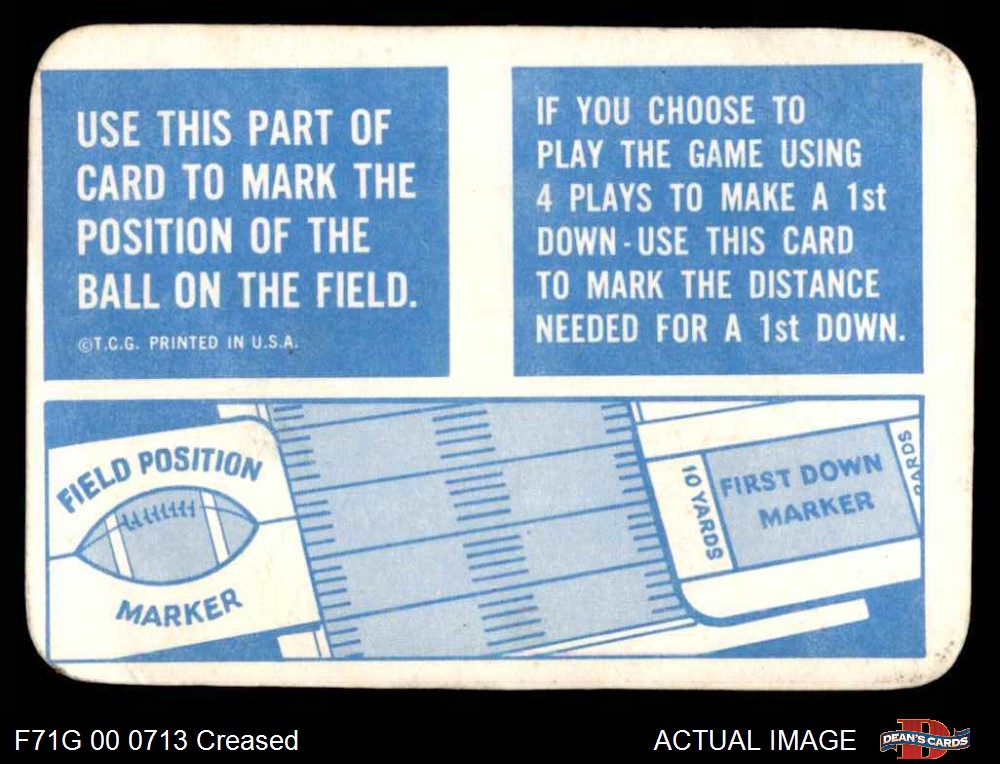 USE THIS PART OF
CARD TO MARK THE
POSITION OF THE
BALL ON THE FIELD.
©T.C.G. PRINTED IN U.S.A.
IF YOU CHOOSE TO
PLAY THE GAME USING
4 PLAYS TO MAKE A 1st
DOWN - USE THIS CARD
TO MARK THE DISTANCE
NEEDED FOR A 1st DOWN.
FIELD POSITION
MARKER
10 YARDS
FIRST DOWN
MARKER
ARDS
F71G 00 0713 Creased
ACTUAL IMAGE
DEAN'S CARDS